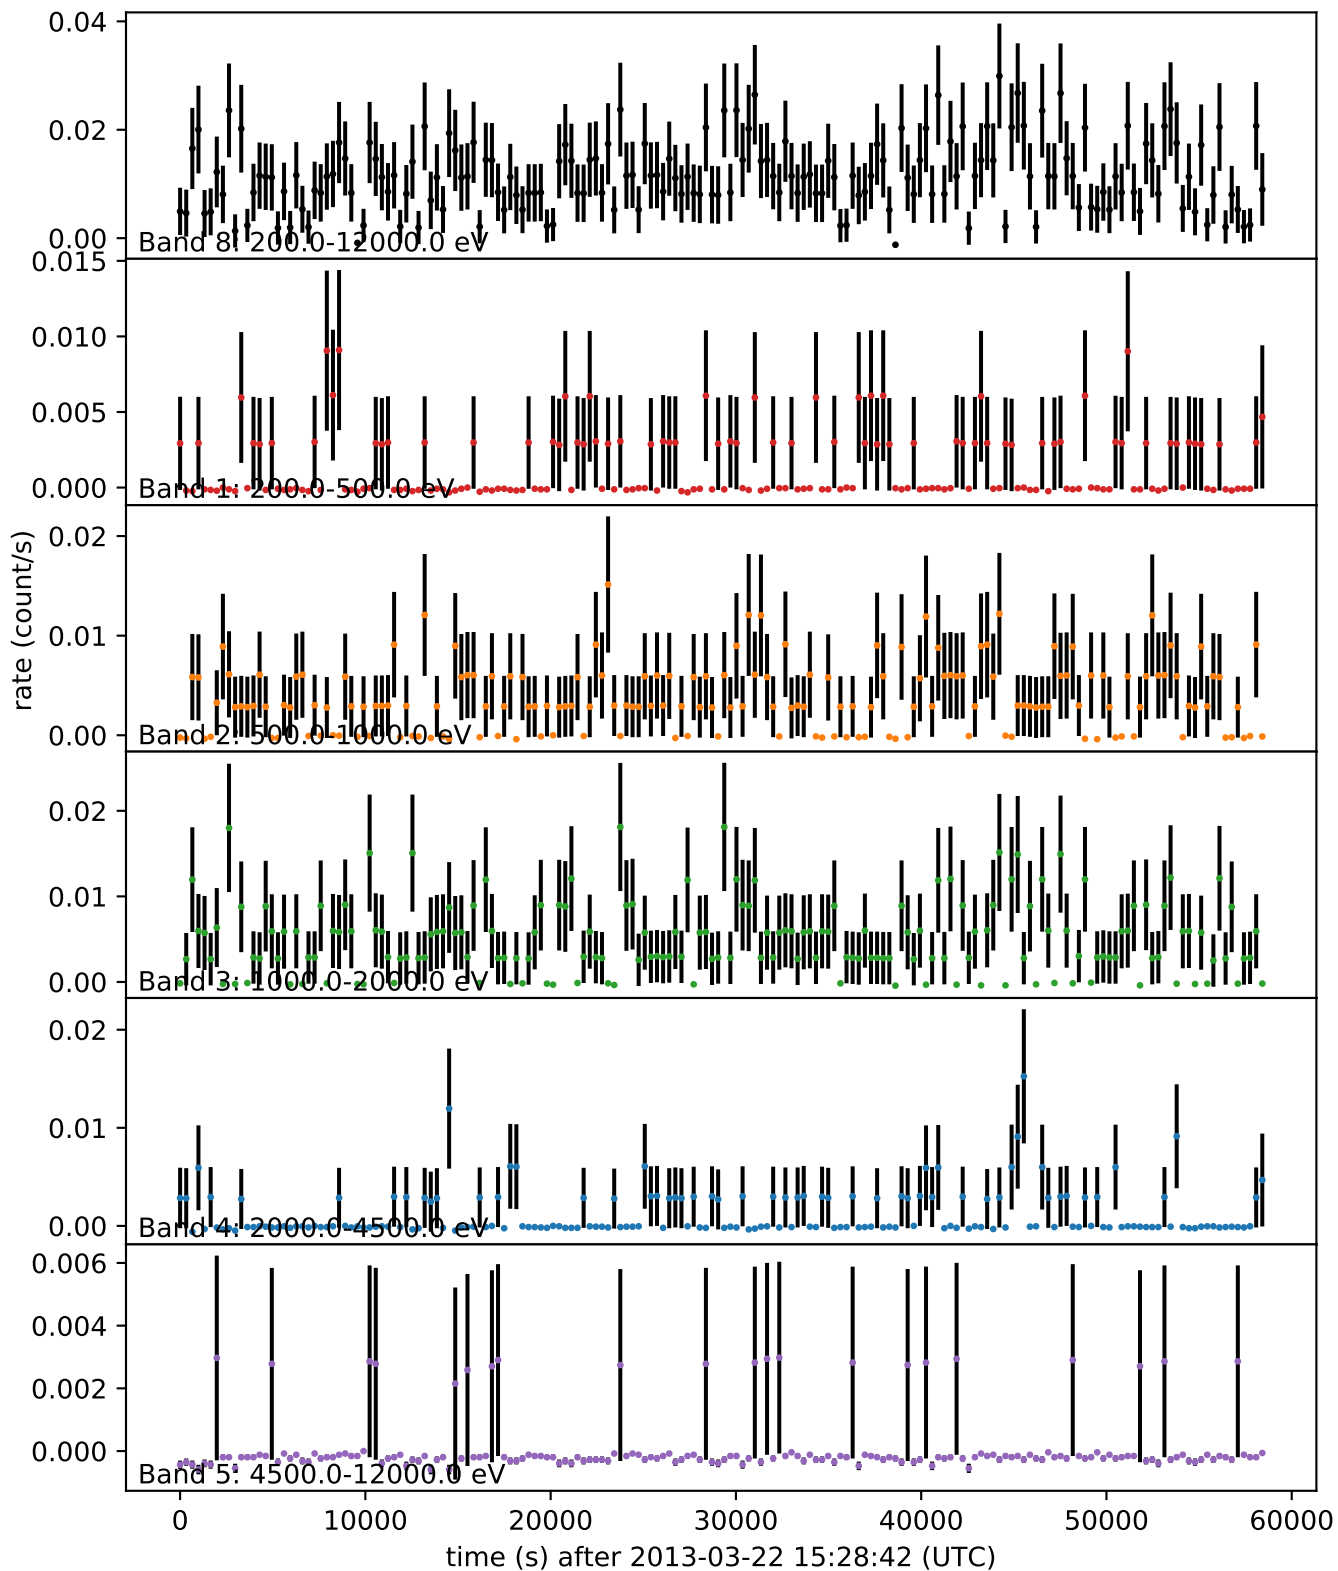 0.04
0.02
0.00
Band 8: 200.0-12000.0 eV
0.015
0.010
0.005
0.000
Band 1: 200.0-500.0 eV
rate (count/s)
0.02
0.01
0.00
Band 2: 500.0-1000.0 eV
0.02
0.01
0.00
Band 3: 1000.0-2000.0 eV
0.02
0.01
0.00
Band 4: 2000.0-4500.0 eV
0.006
0.004
0.002
0.000
Band 5: 4500.0-12000.0 eV
0 10000 20000 30000 40000 50000 60000
time (s) after 2013-03-22 15:28:42 (UTC)